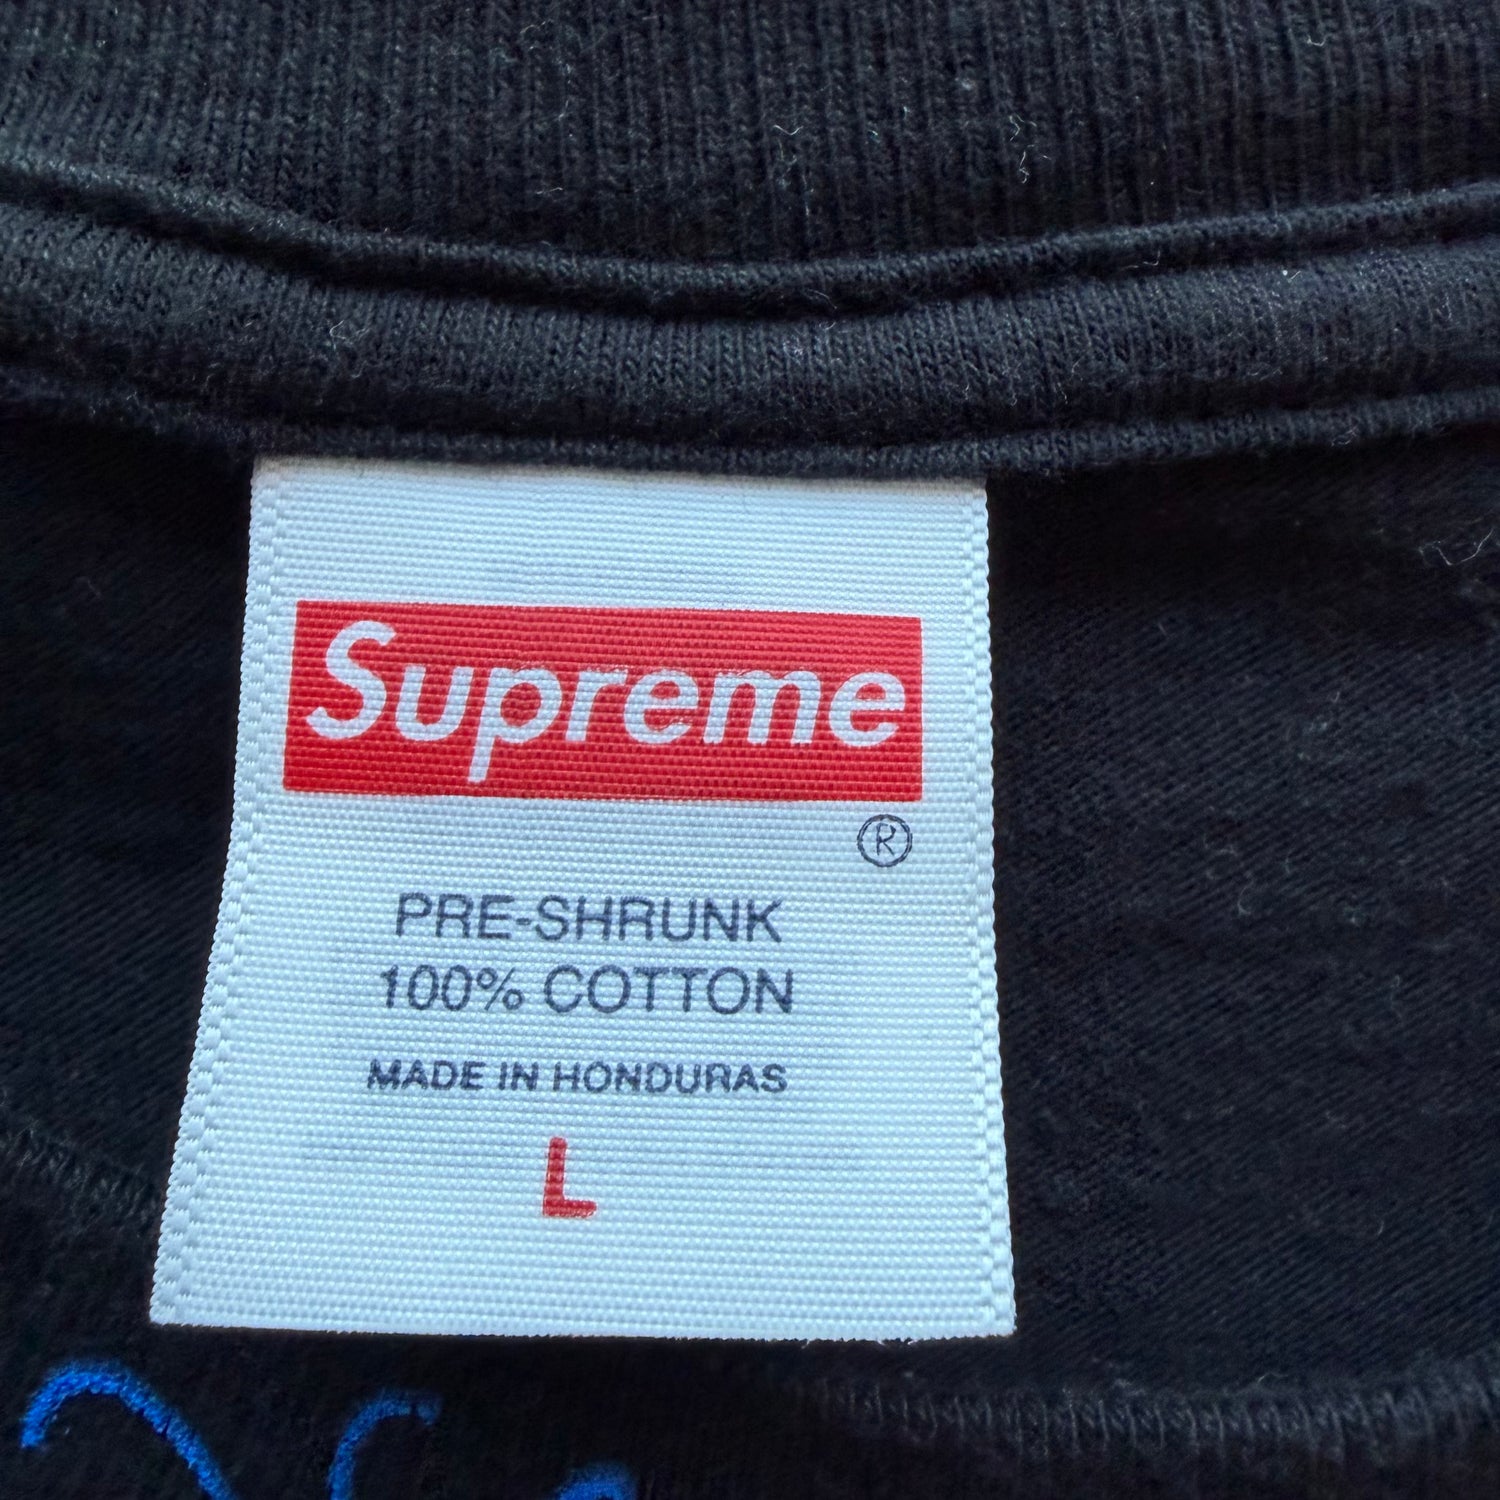 Supreme
®
PRE-SHRUNK
100% COTTON
MADE IN HONDURAS
L